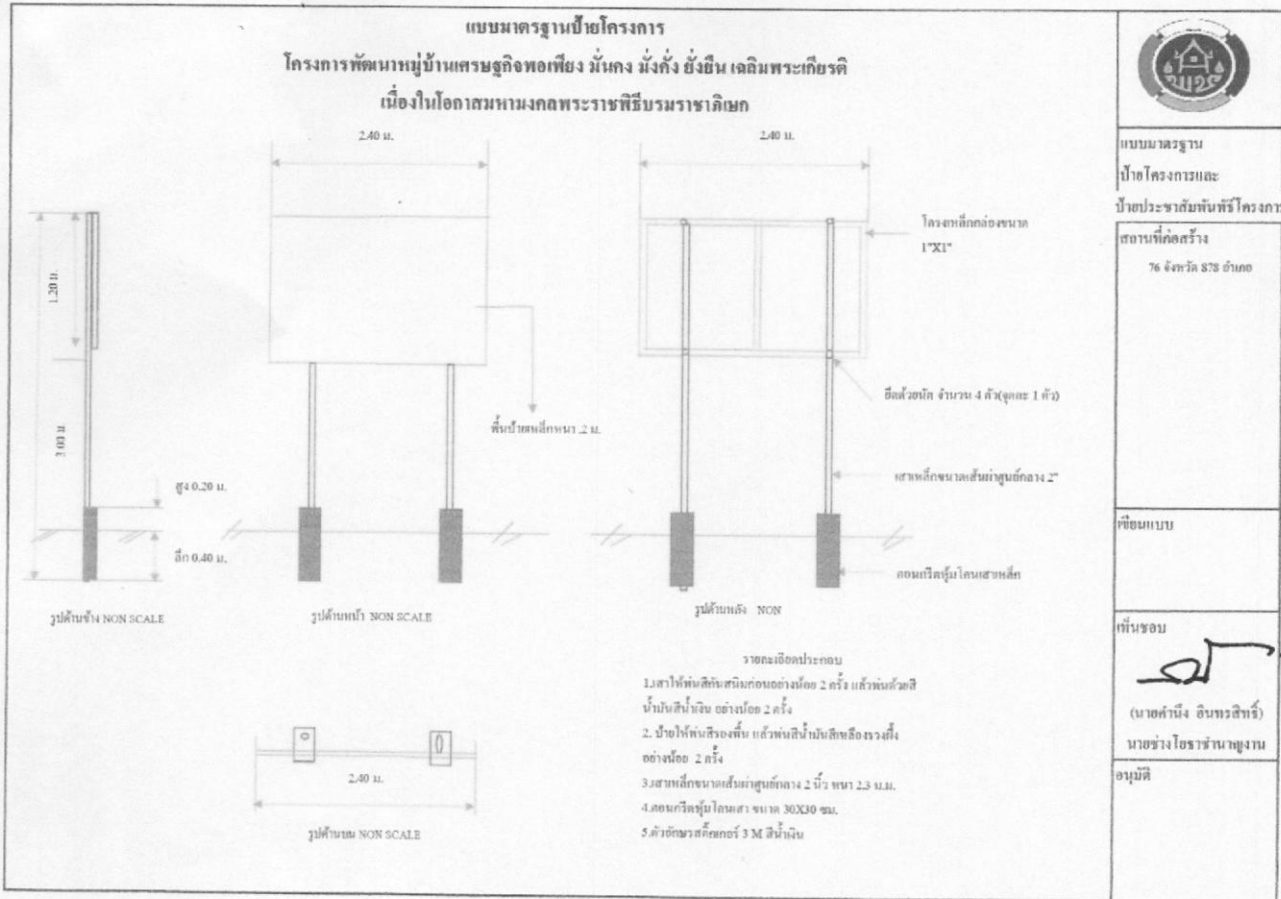 แบบมาตรฐานป้ายโครงการ
โครงการพัฒนาหมู่บ้านเศรษฐกิจพอเพียง มั่นคง มั่งคั่ง ยั่งยืน เฉลิมพระเกียรติ
เนื่องในโอกาสมหามงคลพระราชพิธีบรมราชาภิเษก
2.40 ม.
2.40 ม.
โครงเหล็กกล่องขนาด
1"X1"
1.20 ม.
ยึดด้วยน๊ต จำนวน 4 ตัว(จุดละ 1 ตัว)
พื้นป้ายเหล็กหนา .2 ม.
3.00 ม.
เสาเหล็กขนาดเส้นผ่าศูนย์กลาง 2"
สูง 0.20 ม.
ลึก 0.40 ม.
คอนกรีตหุ้มโคนเสาเหล็ก
รูปด้านข้าง NON SCALE
รูปด้านหน้า NON SCALE
รูปด้านหลัง NON
รายละเอียดประกอบ
1.เสาให้พ่นสีกันสนิมก่อนอย่างน้อย 2 ครั้ง แล้วพ่นด้วยสี
น้ำมันสีน้ำเงิน อย่างน้อย 2 ครั้ง
2. ป้ายให้พ่นสีรองพื้น แล้วพ่นสีน้ำมันสีเหลืองรวงผึ้ง
อย่างน้อย 2 ครั้ง
3.เสาเหล็กขนาดเส้นผ่าศูนย์กลาง 2 นิ้ว หนา 2.3 ม.ม.
4.คอนกรีตหุ้มโคนเสา ขนาด 30X30 ซม.
5.ตัวอักษรสติ๊กเกอร์ 3 M สีน้ำเงิน
2.40 ม.
รูปด้านบน NON SCALE
แบบมาตรฐาน
ป้ายโครงการและ
ป้ายประชาสัมพันธ์โครงการ
สถานที่ก่อสร้าง
76 จังหวัด 878 อำเภอ
เขียนแบบ
เห็นชอบ
(นายคำนึง อินทรสิทธิ์)
นายช่างโยธาชำนาญงาน
อนุมัติ